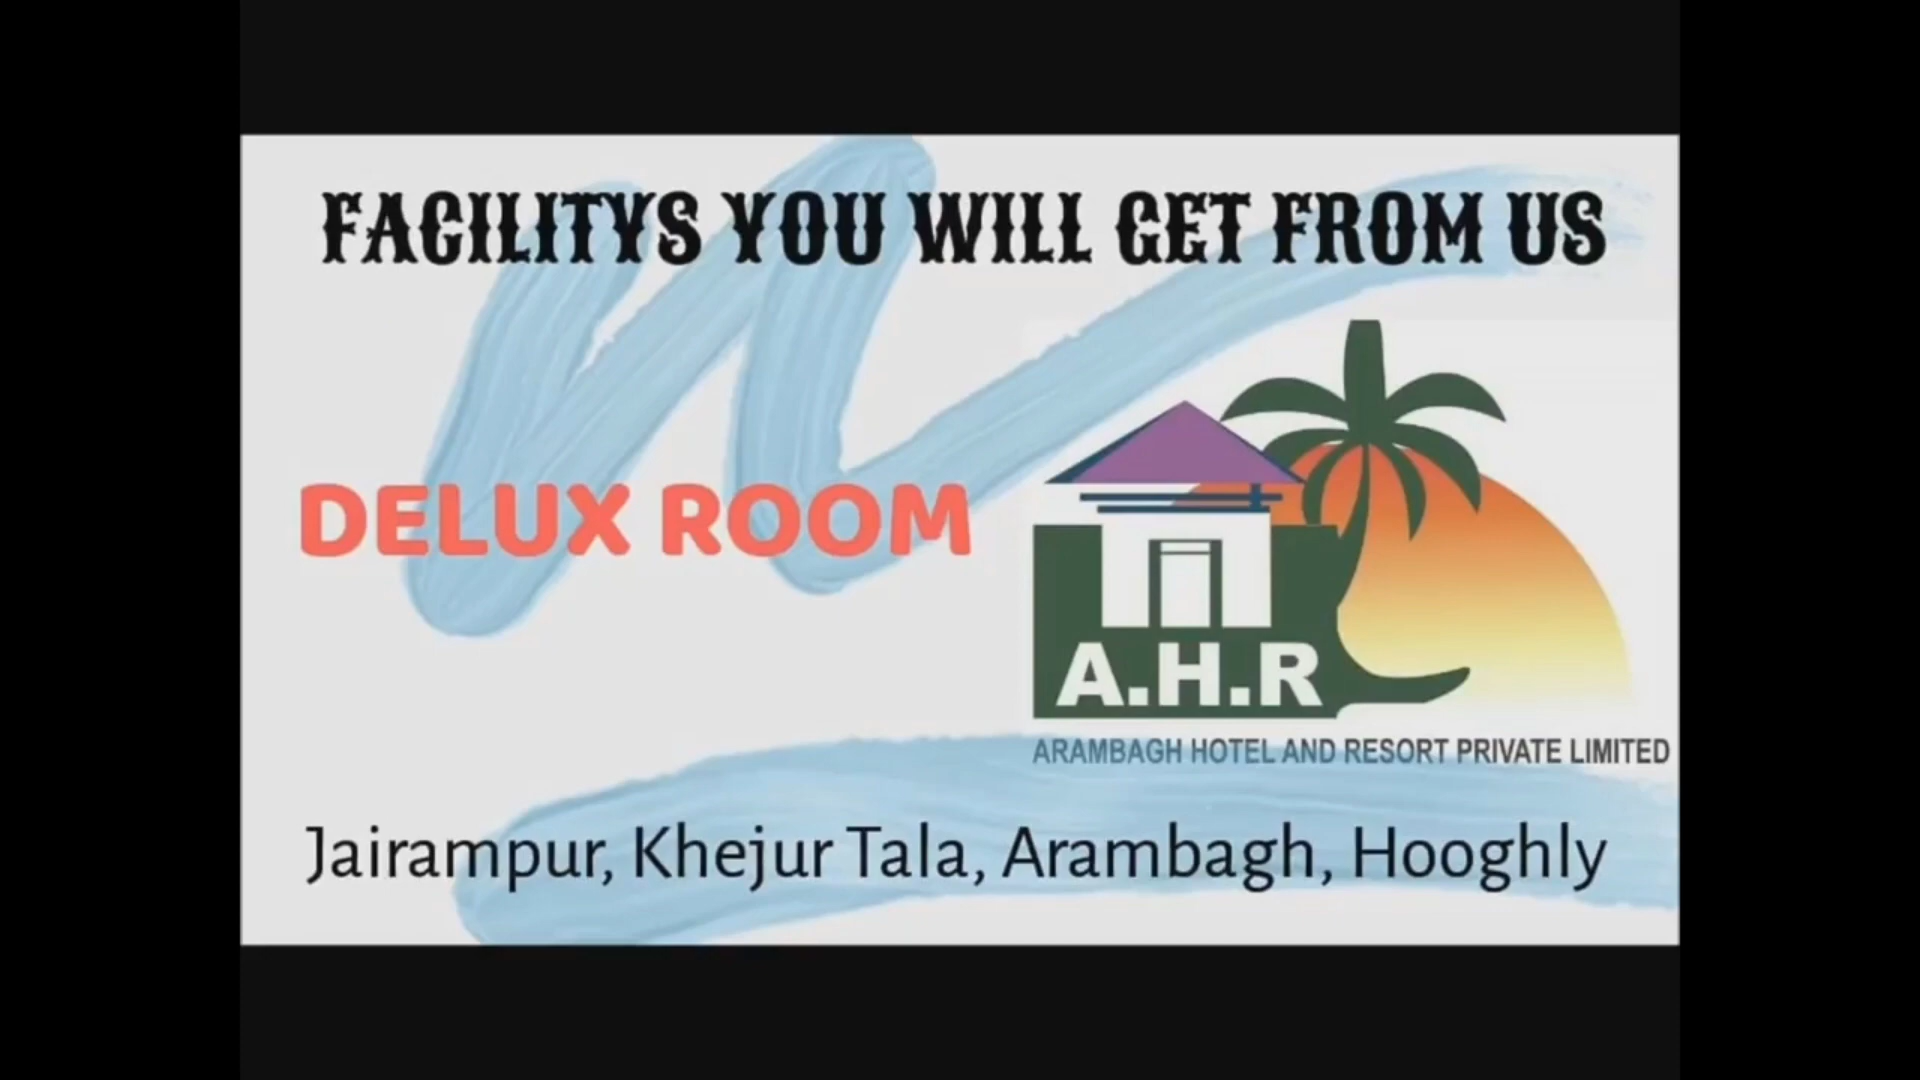 FACILITYS YOU WILL GET FROM US
DELUX ROOM
A.H.R
ARAMBAGH HOTEL AND RESORT PRIVATE LIMITED
Jairampur, Khejur Tala, Arambagh, Hooghly